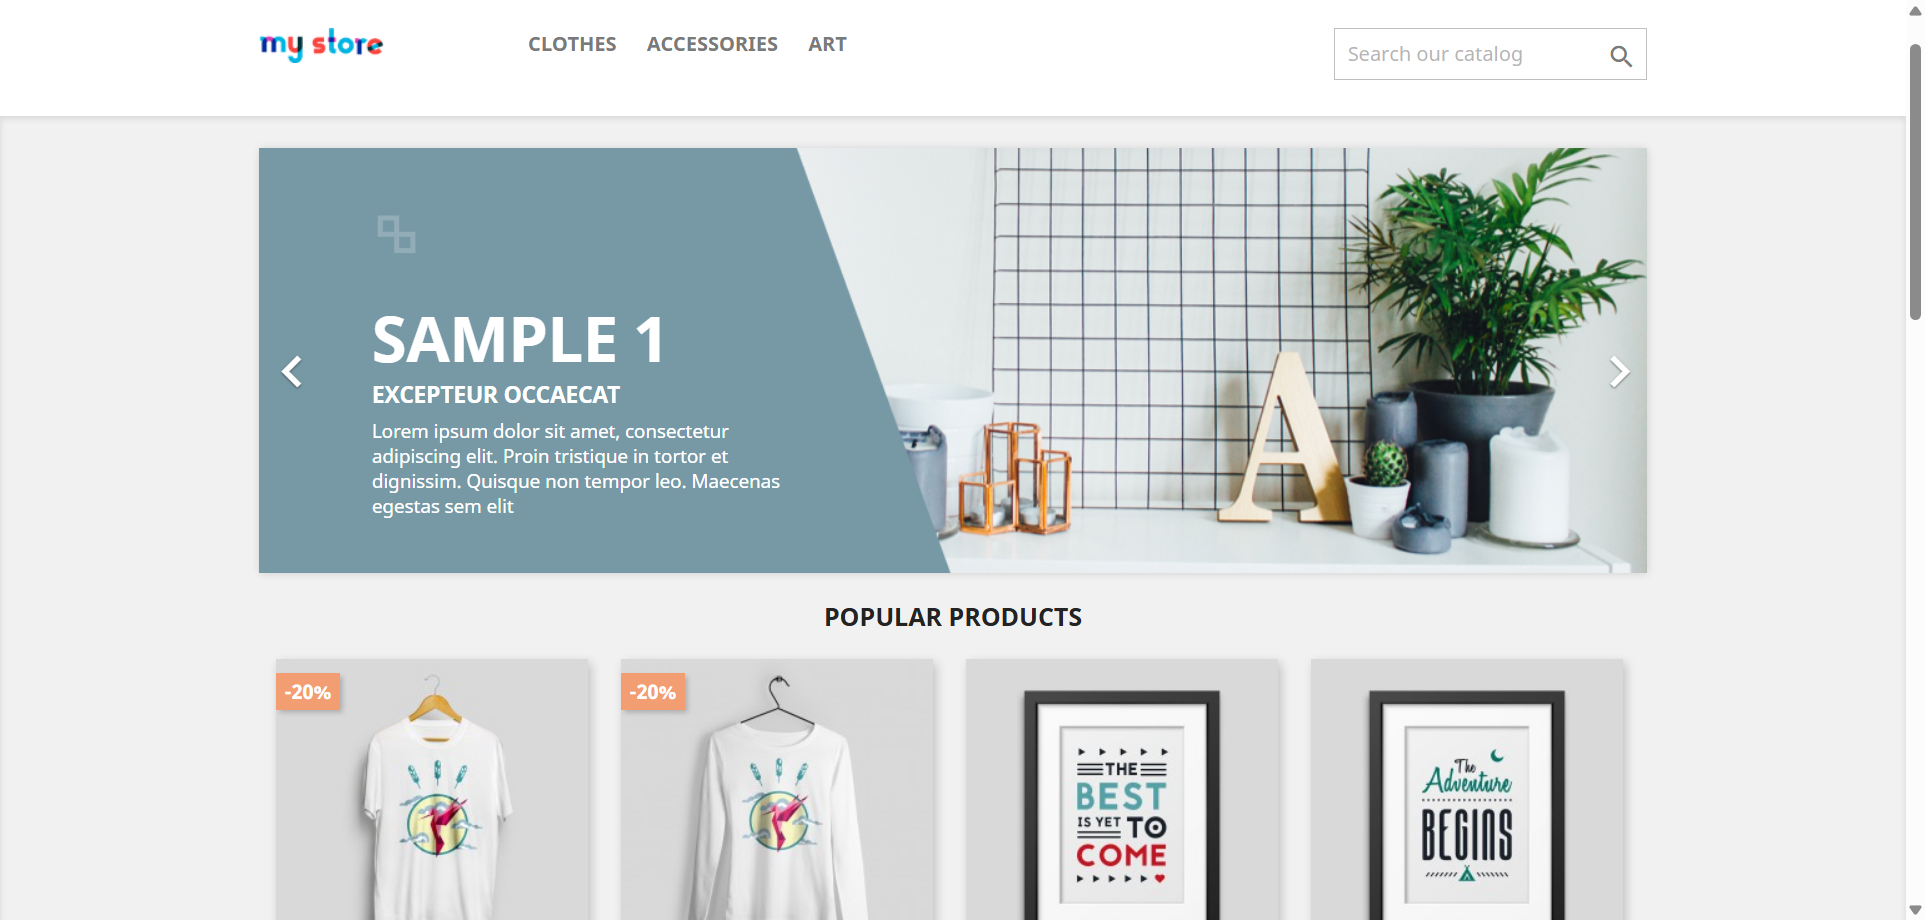 my store
CLOTHES ACCESSORIES ART
Search our catalog
SAMPLE 1
EXCEPTEUR OCCAECAT
Lorem ipsum dolor sit amet, consectetur
adipiscing elit. Proin tristique in tortor et
dignissim. Quisque non tempor leo. Maecenas
egestas sem elit
A
POPULAR PRODUCTS
-20%
-20%
THE
BEST
IS YET TO
COME
The
Adventure
BEGINS